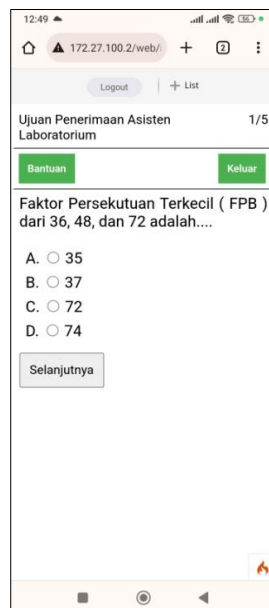 12:49
56
172.27.100.2/web/
2
Logout
List
Ujuan Penerimaan Asisten
Laboratorium
1/5
Bantuan
Keluar
Faktor Persekutuan Terkecil ( FPB )
dari 36, 48, dan 72 adalah....
A. 35
B. 37
C. 72
D. 74
Selanjutnya